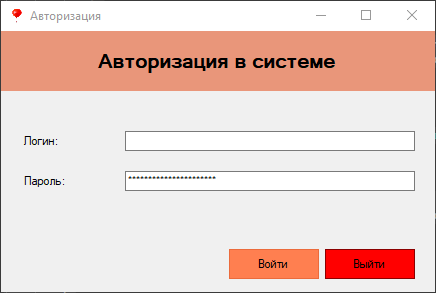 Авторизация
Авторизация в системе
Логин:
Пароль:
**********************
Войти
Выйти